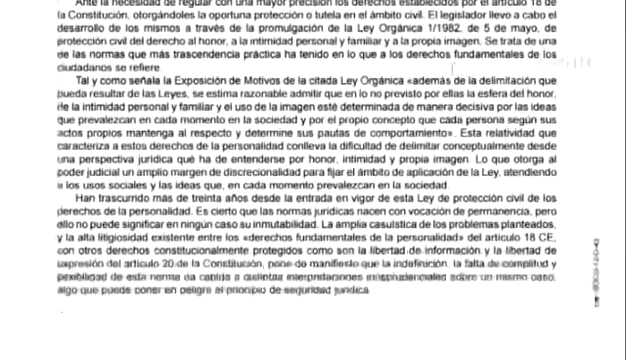 Ante la necesidad de regular con una mayor precisión los derechos establecidos por el artículo 18 de
la Constitución, otorgándoles la oportuna protección o tutela en el ámbito civil. El legislador llevo a cabo el
desarrollo de los mismos a través de la promulgación de la Ley Orgánica 1/1982, de 5 de mayo, de
protección civil del derecho al honor, a la intimidad personal y familiar y a la propia imagen. Se trata de una
de las normas que más trascendencia práctica ha tenido en lo que a los derechos fundamentales de los
ciudadanos se refiere.
Tal y como señala la Exposición de Motivos de la citada Ley Orgánica «además de la delimitación que
pueda resultar de las Leyes, se estima razonable admitir que en lo no previsto por ellas la esfera del honor,
de la intimidad personal y familiar y el uso de la imagen esté determinada de manera decisiva por las ideas
que prevalezcan en cada momento en la sociedad y por el propio concepto que cada persona según sus
actos propios mantenga al respecto y determine sus pautas de comportamiento». Esta relatividad que
caracteriza a estos derechos de la personalidad conlleva la dificultad de delimitar conceptualmente desde
una perspectiva jurídica qué ha de entenderse por honor, intimidad y propia imagen. Lo que otorga al
poder judicial un amplio margen de discrecionalidad para fijar el ámbito de aplicación de la Ley, atendiendo
a los usos sociales y las ideas que, en cada momento prevalezcan en la sociedad.
Han trascurrido más de treinta años desde la entrada en vigor de esta Ley de protección civil de los
derechos de la personalidad. Es cierto que las normas jurídicas nacen con vocación de permanencia, pero
ello no puede significar en ningún caso su inmutabilidad. La amplia casuística de los problemas planteados,
y la alta litigiosidad existente entre los «derechos fundamentales de la personalidad» del artículo 18 CE,
con otros derechos constitucionalmente protegidos como son la libertad de información y la libertad de
expresión del artículo 20 de la Constitución, pone de manifiesto que la indefinición, la falta de complitud y
flexibilidad de esta norma da cabida a distintas interpretaciones jurisprudenciales sobre un mismo caso,
algo que puede poner en peligro el principio de seguridad jurídica.